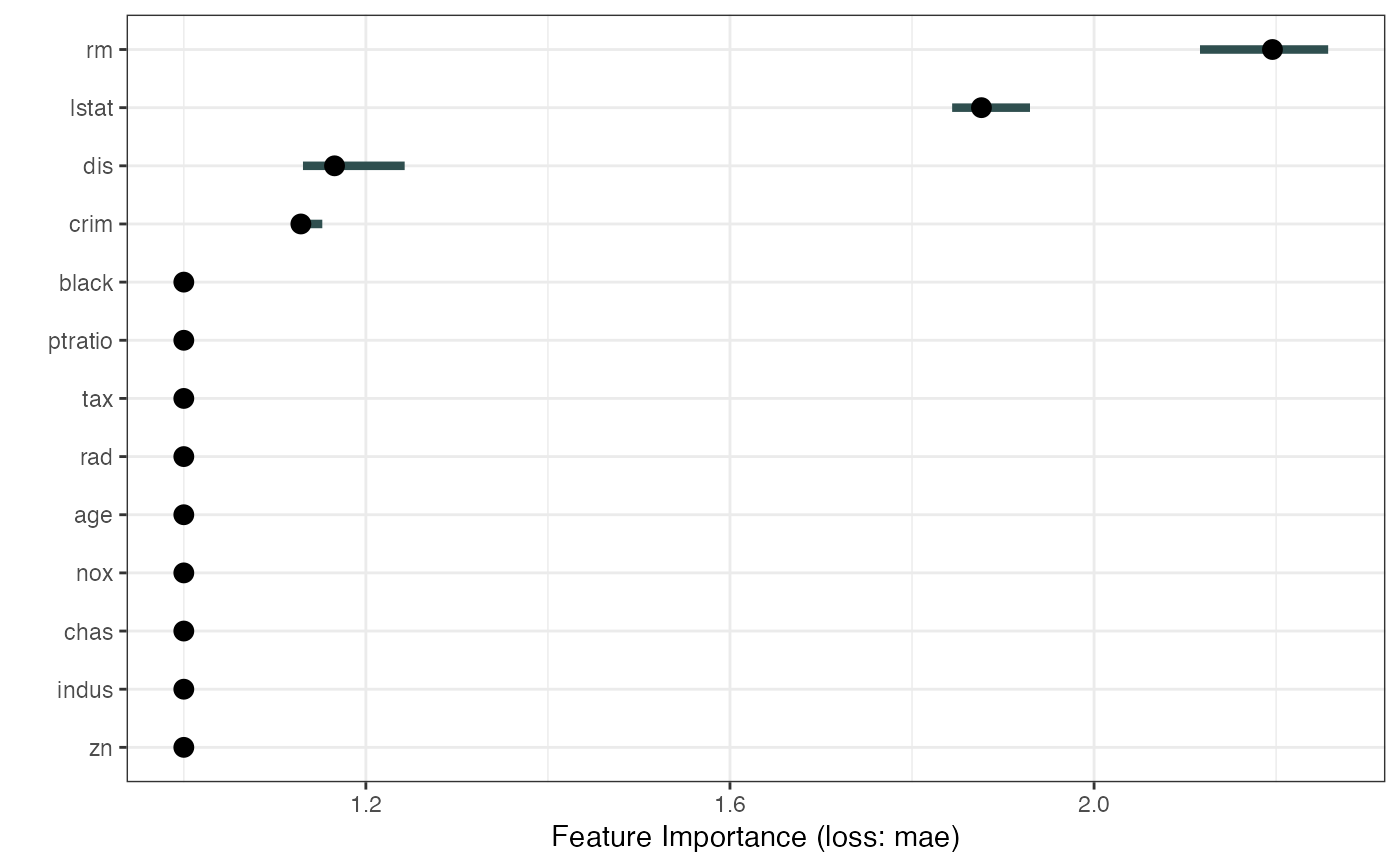 rm
lstat
dis
crim
black
ptratio
tax
rad
age
nox
chas
indus
zn
1.2 1.6 2.0
Feature Importance (loss: mae)